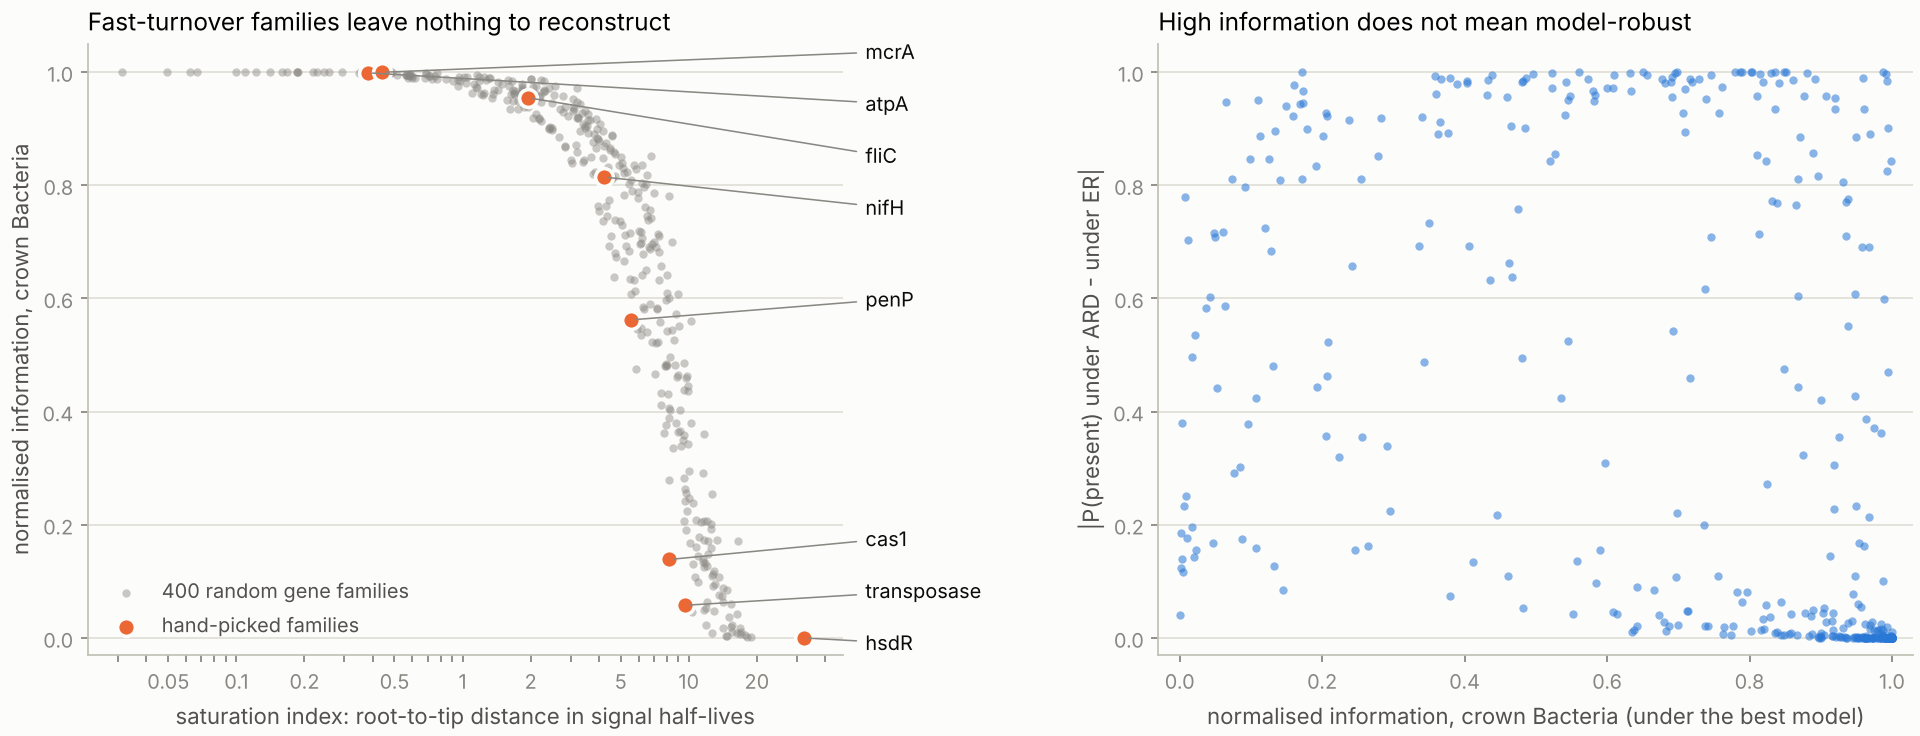 Fast-turnover families leave nothing to reconstruct
normalised information, crown Bacteria
1.0
0.8
0.6
0.4
0.2
0.0
mcrA
atpA
fliC
nifH
penP
cas1
transposase
hsdR
400 random gene families
hand-picked families
0.05 0.1 0.2 0.5 1 2 5 10 20
saturation index: root-to-tip distance in signal half-lives
High information does not mean model-robust
|P(present) under ARD - under ER|
1.0
0.8
0.6
0.4
0.2
0.0
0.0 0.2 0.4 0.6 0.8 1.0
normalised information, crown Bacteria (under the best model)